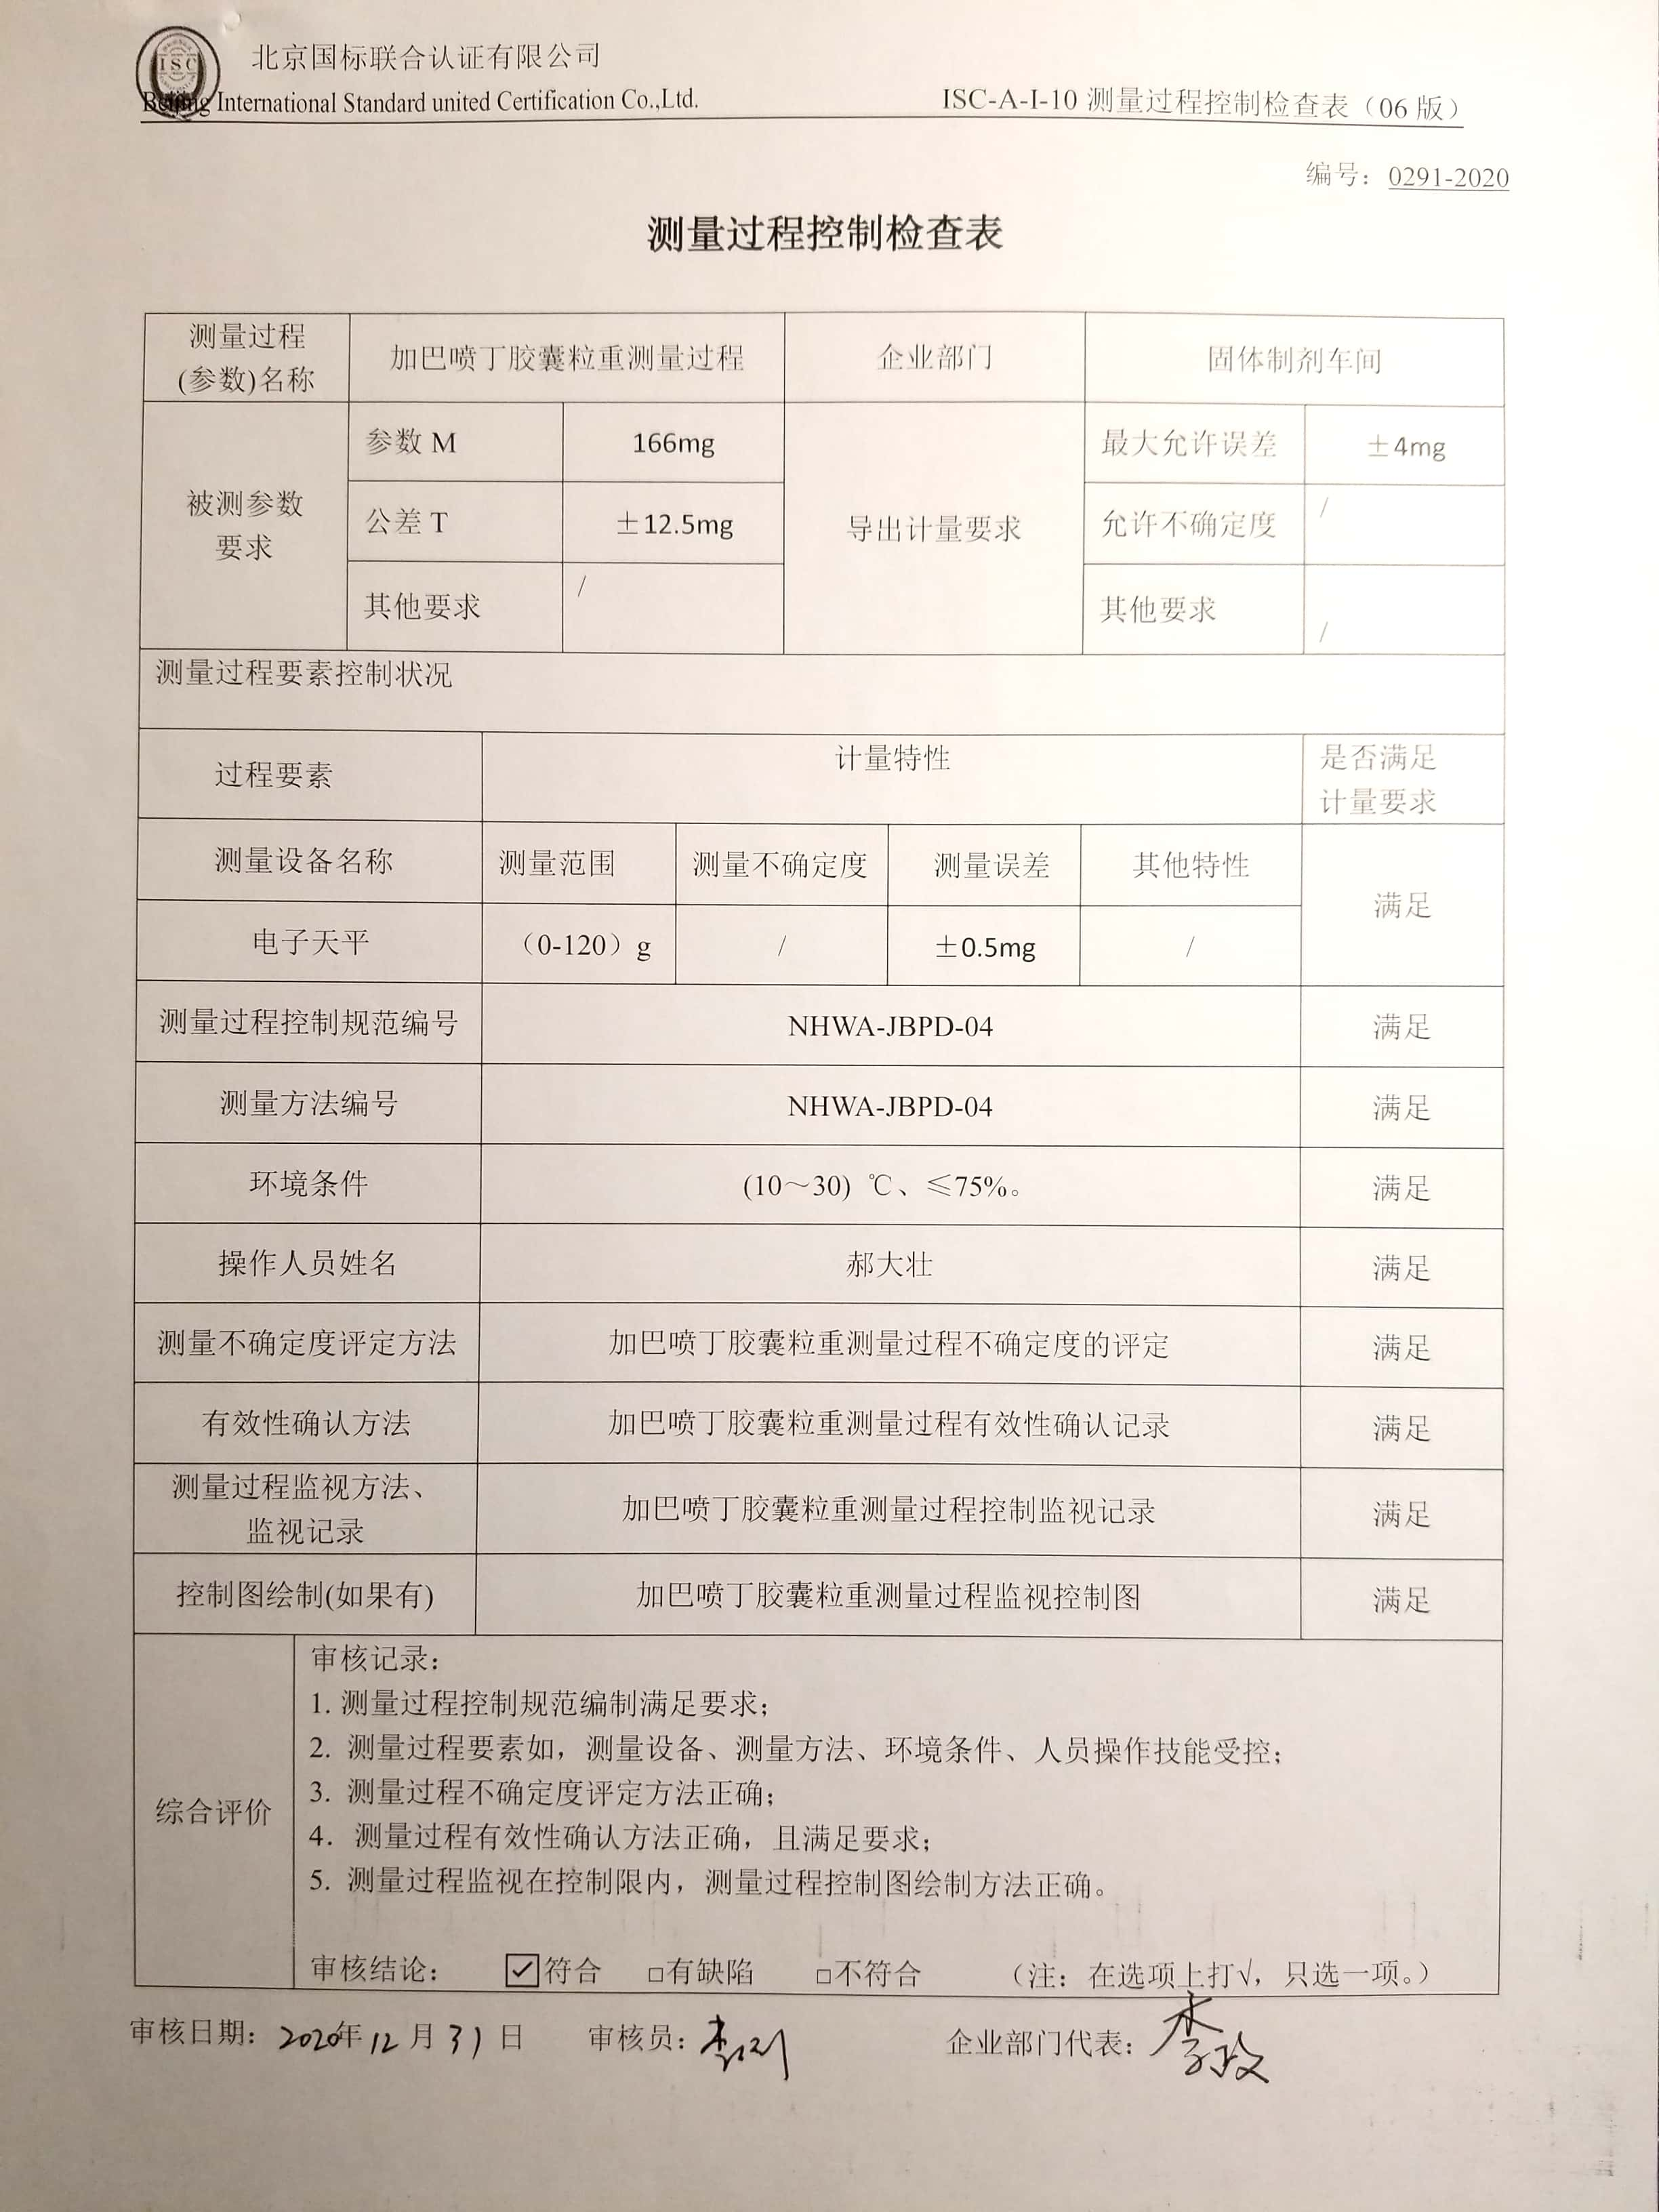 ISC
北京国标联合认证有限公司
Beijing International Standard united Certification Co.,Ltd.
ISC-A-I-10 测量过程控制检查表（06 版）
编号：0291-2020
测量过程控制检查表
测量过程
(参数)名称
加巴喷丁胶囊粒重测量过程
企业部门
固体制剂车间
被测参数
要求
参数 M
166mg
导出计量要求
最大允许误差
±4mg
公差 T
±12.5mg
允许不确定度
/
其他要求
/
其他要求
/
测量过程要素控制状况
过程要素
计量特性
是否满足
计量要求
测量设备名称
测量范围
测量不确定度
测量误差
其他特性
满足
电子天平
（0-120）g
/
±0.5mg
/
测量过程控制规范编号
NHWA-JBPD-04
满足
测量方法编号
NHWA-JBPD-04
满足
环境条件
(10～30) ℃、≤75%。
满足
操作人员姓名
郝大壮
满足
测量不确定度评定方法
加巴喷丁胶囊粒重测量过程不确定度的评定
满足
有效性确认方法
加巴喷丁胶囊粒重测量过程有效性确认记录
满足
测量过程监视方法、
监视记录
加巴喷丁胶囊粒重测量过程控制监视记录
满足
控制图绘制(如果有)
加巴喷丁胶囊粒重测量过程监视控制图
满足
综合评价
审核记录：
1. 测量过程控制规范编制满足要求；
2. 测量过程要素如，测量设备、测量方法、环境条件、人员操作技能受控；
3. 测量过程不确定度评定方法正确；
4. 测量过程有效性确认方法正确，且满足要求；
5. 测量过程监视在控制限内，测量过程控制图绘制方法正确。
审核结论： ☑符合 □有缺陷 □不符合 （注：在选项上打√，只选一项。）
审核日期：2020年 12 月 31 日 审核员： 企业部门代表：李政